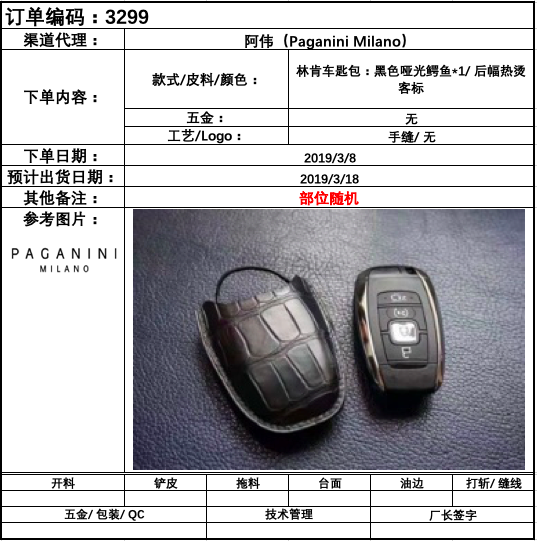 订单编码：3299
渠道代理：
阿伟（Paganini Milano）
下单内容：
款式/皮料/颜色：
林肯车匙包：黑色哑光鳄鱼*1/ 后幅热烫
客标
五金：
无
工艺/Logo：
手缝/ 无
下单日期：
2019/3/8
预计出货日期：
2019/3/18
其他备注：
部位随机
参考图片：
PAGANINI
MILANO
开料
铲皮
拖料
台面
油边
打斩/ 缝线
五金/ 包装/ QC
技术管理
厂长签字